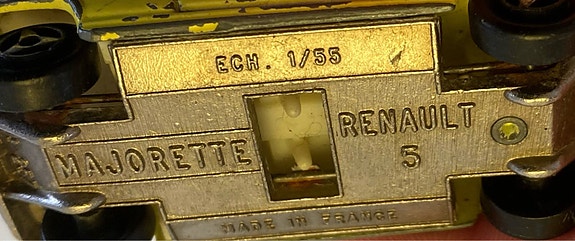 ECH. 1/55
MAJORETTE
RENAULT
5
MADE IN FRANCE